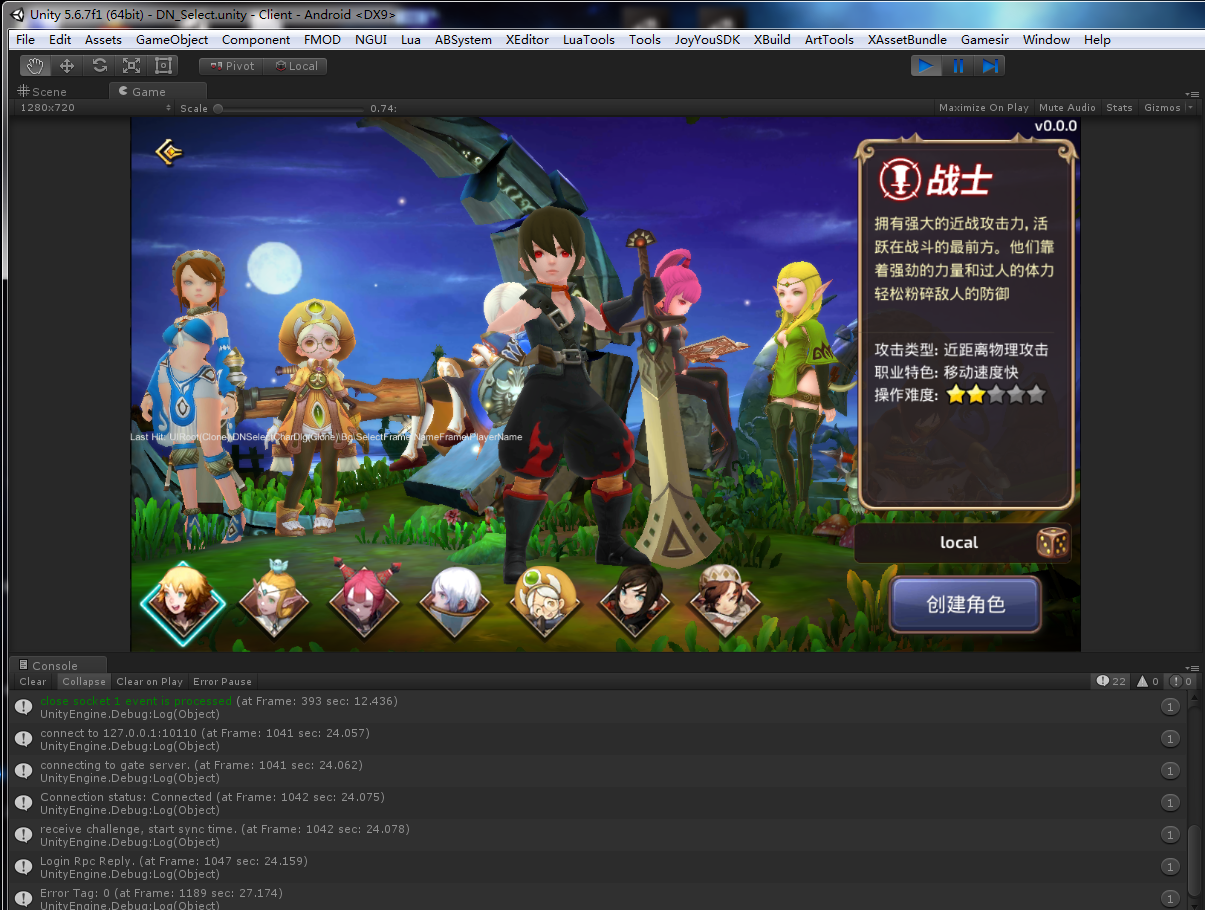 Unity 5.6.7f1 (64bit) - DN_Select.unity - Client - Android <DX9>
File Edit Assets GameObject Component FMOD NGUI Lua ABSystem XEditor LuaTools Tools JoyYouSDK XBuild ArtTools XAssetBundle Gamesir Window Help
Pivot Local
Scene Game
1280x720 Scale 0.74: Maximize On Play Mute Audio Stats Gizmos
v0.0.0
战士
拥有强大的近战攻击力, 活
跃在战斗的最前方。他们靠
着强劲的力量和过人的体力
轻松粉碎敌人的防御
攻击类型: 近距离物理攻击
职业特色: 移动速度快
操作难度:
Last Hit: UIRoot(Clone)\DNSelectCharDlg(Clone)\Bg\SelectFrame\NameFrame\PlayerName
local
创建角色
Console
Clear Collapse Clear on Play Error Pause 22 0 0
close socket 1 event is processed (at Frame: 393 sec: 12.436) 1
UnityEngine.Debug:Log(Object)
connect to 127.0.0.1:10110 (at Frame: 1041 sec: 24.057) 1
UnityEngine.Debug:Log(Object)
connecting to gate server. (at Frame: 1041 sec: 24.062) 1
UnityEngine.Debug:Log(Object)
Connection status: Connected (at Frame: 1042 sec: 24.075) 1
UnityEngine.Debug:Log(Object)
receive challenge, start sync time. (at Frame: 1042 sec: 24.078) 1
UnityEngine.Debug:Log(Object)
Login Rpc Reply. (at Frame: 1047 sec: 24.159) 1
UnityEngine.Debug:Log(Object)
Error Tag: 0 (at Frame: 1189 sec: 27.174) 1
UnityEngine.Debug:Log(Object)